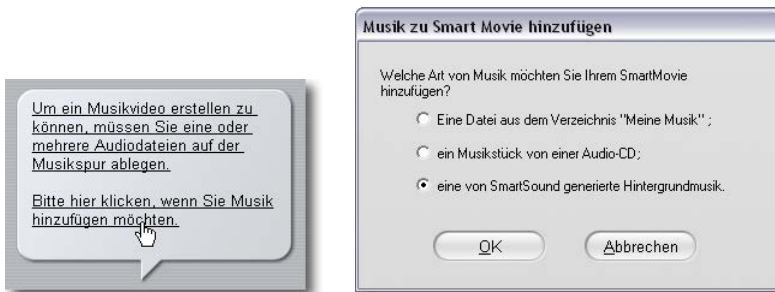 Um ein Musikvideo erstellen zu
können, müssen Sie eine oder
mehrere Audiodateien auf der
Musikspur ablegen.
Bitte hier klicken, wenn Sie Musik
hinzufügen möchten.
Musik zu Smart Movie hinzufügen
Welche Art von Musik möchten Sie Ihrem SmartMovie
hinzufügen?
Eine Datei aus dem Verzeichnis "Meine Musik" ;
ein Musikstück von einer Audio-CD;
eine von SmartSound generierte Hintergrundmusik.
OK
Abbrechen